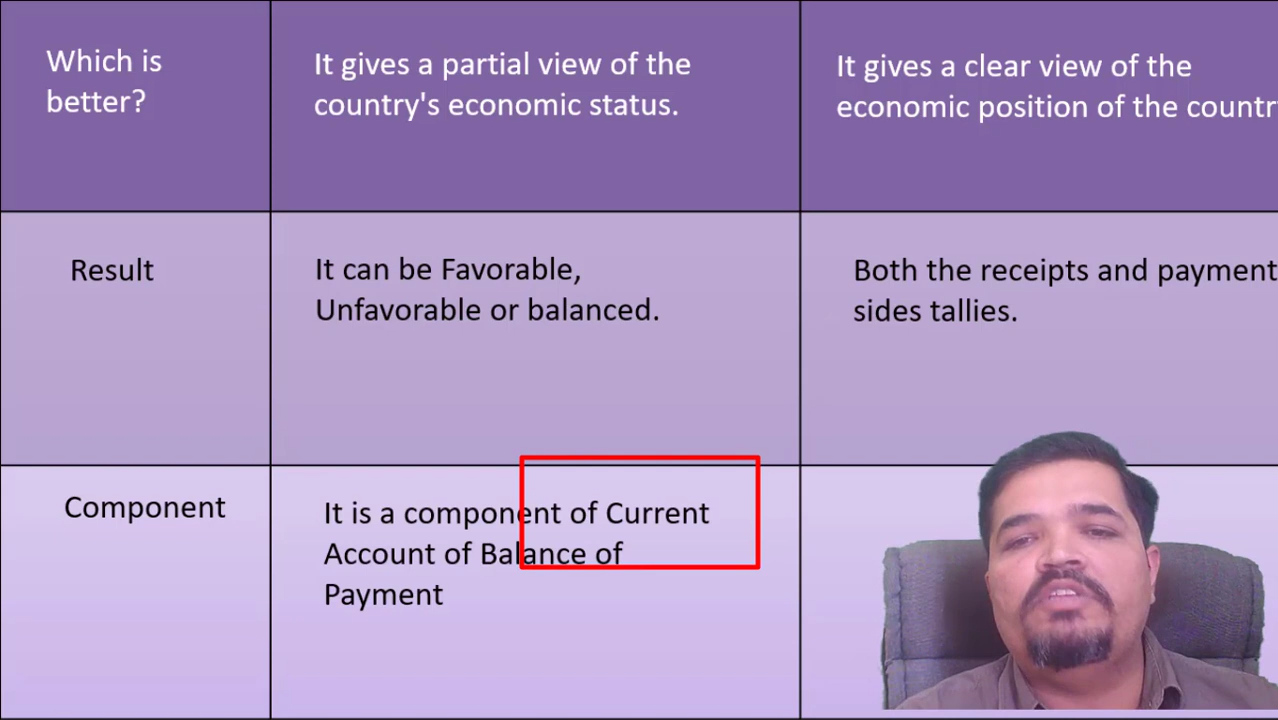 Which is
better?
It gives a partial view of the
country's economic status.
It gives a clear view of the
economic position of the countr
Result
It can be Favorable,
Unfavorable or balanced.
Both the receipts and payment
sides tallies.
Component
It is a component of Current
Account of Balance of
Payment